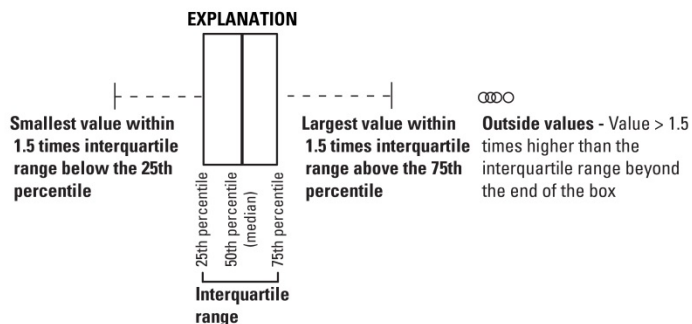 EXPLANATION
Smallest value within
1.5 times interquartile
range below the 25th
percentile
Largest value within
1.5 times interquartile
range above the 75th
percentile
Outside values - Value > 1.5
times higher than the
interquartile range beyond
the end of the box
25th percentile
50th percentile
(median)
75th percentile
Interquartile
range